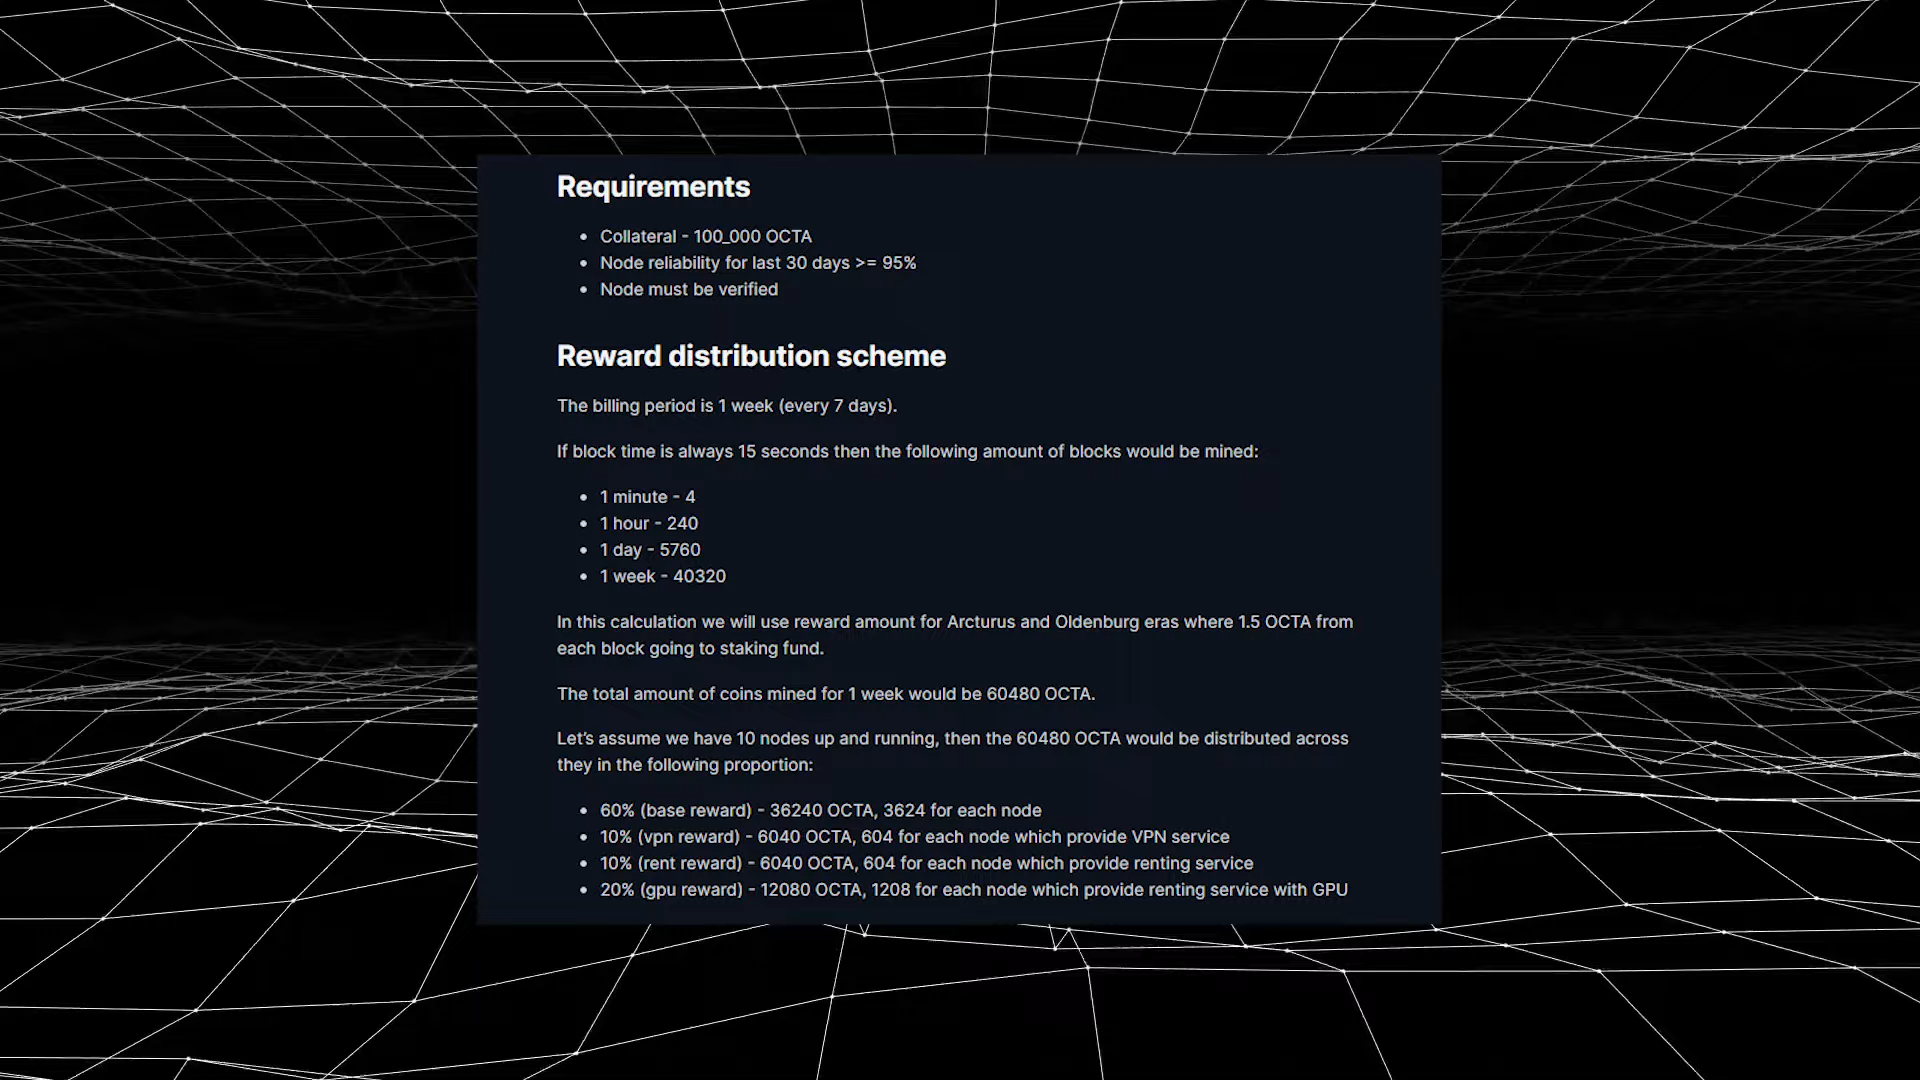 Requirements
• Collateral - 100_000 OCTA
• Node reliability for last 30 days >= 95%
• Node must be verified
Reward distribution scheme
The billing period is 1 week (every 7 days).
If block time is always 15 seconds then the following amount of blocks would be mined:
• 1 minute - 4
• 1 hour - 240
• 1 day - 5760
• 1 week - 40320
In this calculation we will use reward amount for Arcturus and Oldenburg eras where 1.5 OCTA from
each block going to staking fund.
The total amount of coins mined for 1 week would be 60480 OCTA.
Let’s assume we have 10 nodes up and running, then the 60480 OCTA would be distributed across
they in the following proportion:
• 60% (base reward) - 36240 OCTA, 3624 for each node
• 10% (vpn reward) - 6040 OCTA, 604 for each node which provide VPN service
• 10% (rent reward) - 6040 OCTA, 604 for each node which provide renting service
• 20% (gpu reward) - 12080 OCTA, 1208 for each node which provide renting service with GPU